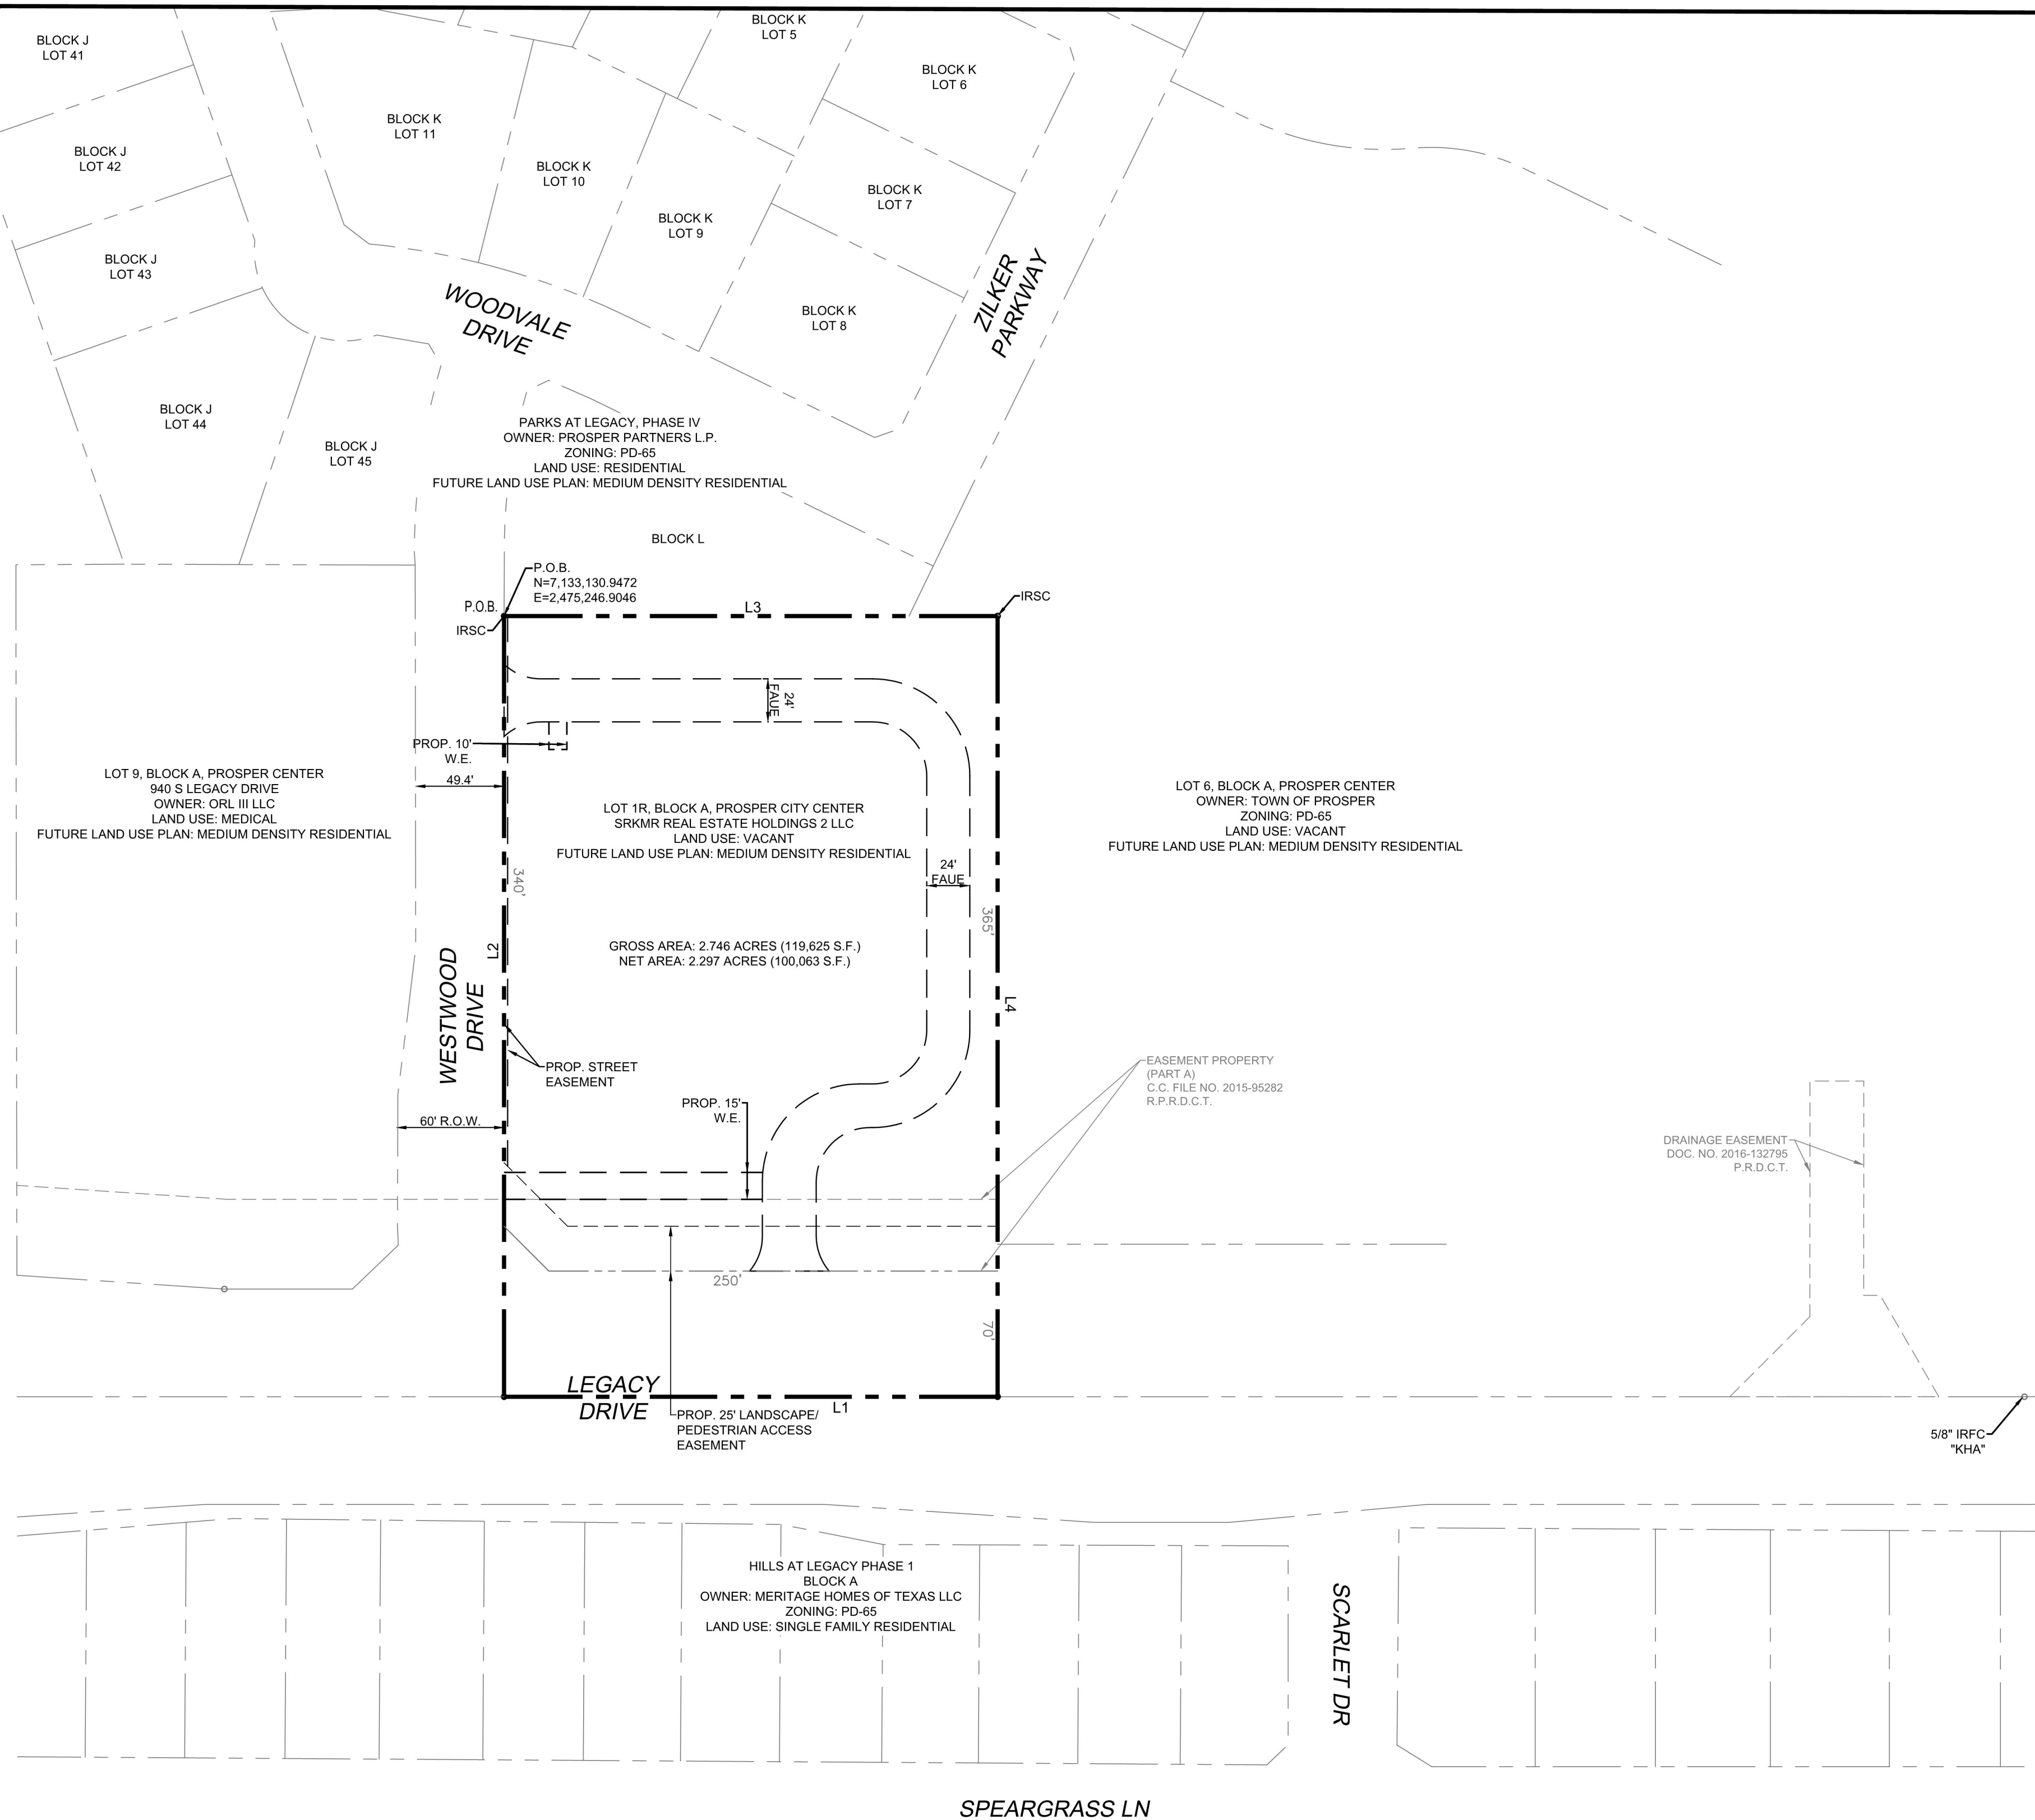 BLOCK J
LOT 41
BLOCK K
LOT 5
BLOCK K
LOT 6
BLOCK K
LOT 11
BLOCK J
LOT 42
BLOCK K
LOT 10
BLOCK K
LOT 7
BLOCK K
LOT 9
BLOCK J
LOT 43
BLOCK K
LOT 8
WOODVALE
DRIVE
ZILKER
PARKWAY
BLOCK J
LOT 44
BLOCK J
LOT 45
PARKS AT LEGACY, PHASE IV
OWNER: PROSPER PARTNERS L.P.
ZONING: PD-65
LAND USE: RESIDENTIAL
FUTURE LAND USE PLAN: MEDIUM DENSITY RESIDENTIAL
BLOCK L
P.O.B.
N=7,133,130.9472
E=2,475,246.9046
P.O.B.
IRSC
L3
IRSC
24'
FAUE
PROP. 10'
W.E.
49.4'
LOT 9, BLOCK A, PROSPER CENTER
940 S LEGACY DRIVE
OWNER: ORL III LLC
LAND USE: MEDICAL
FUTURE LAND USE PLAN: MEDIUM DENSITY RESIDENTIAL
LOT 1R, BLOCK A, PROSPER CITY CENTER
SRKMR REAL ESTATE HOLDINGS 2 LLC
LAND USE: VACANT
FUTURE LAND USE PLAN: MEDIUM DENSITY RESIDENTIAL
LOT 6, BLOCK A, PROSPER CENTER
OWNER: TOWN OF PROSPER
ZONING: PD-65
LAND USE: VACANT
FUTURE LAND USE PLAN: MEDIUM DENSITY RESIDENTIAL
340'
24'
FAUE
365'
GROSS AREA: 2.746 ACRES (119,625 S.F.)
NET AREA: 2.297 ACRES (100,063 S.F.)
L2
WESTWOOD
DRIVE
L4
PROP. STREET
EASEMENT
EASEMENT PROPERTY
(PART A)
C.C. FILE NO. 2015-95282
R.P.R.D.C.T.
PROP. 15'
W.E.
60' R.O.W.
DRAINAGE EASEMENT
DOC. NO. 2016-132795
P.R.D.C.T.
250'
70'
LEGACY
DRIVE
L1
PROP. 25' LANDSCAPE/
PEDESTRIAN ACCESS
EASEMENT
5/8" IRFC
"KHA"
HILLS AT LEGACY PHASE 1
BLOCK A
OWNER: MERITAGE HOMES OF TEXAS LLC
ZONING: PD-65
LAND USE: SINGLE FAMILY RESIDENTIAL
SCARLET DR
SPEARGRASS LN